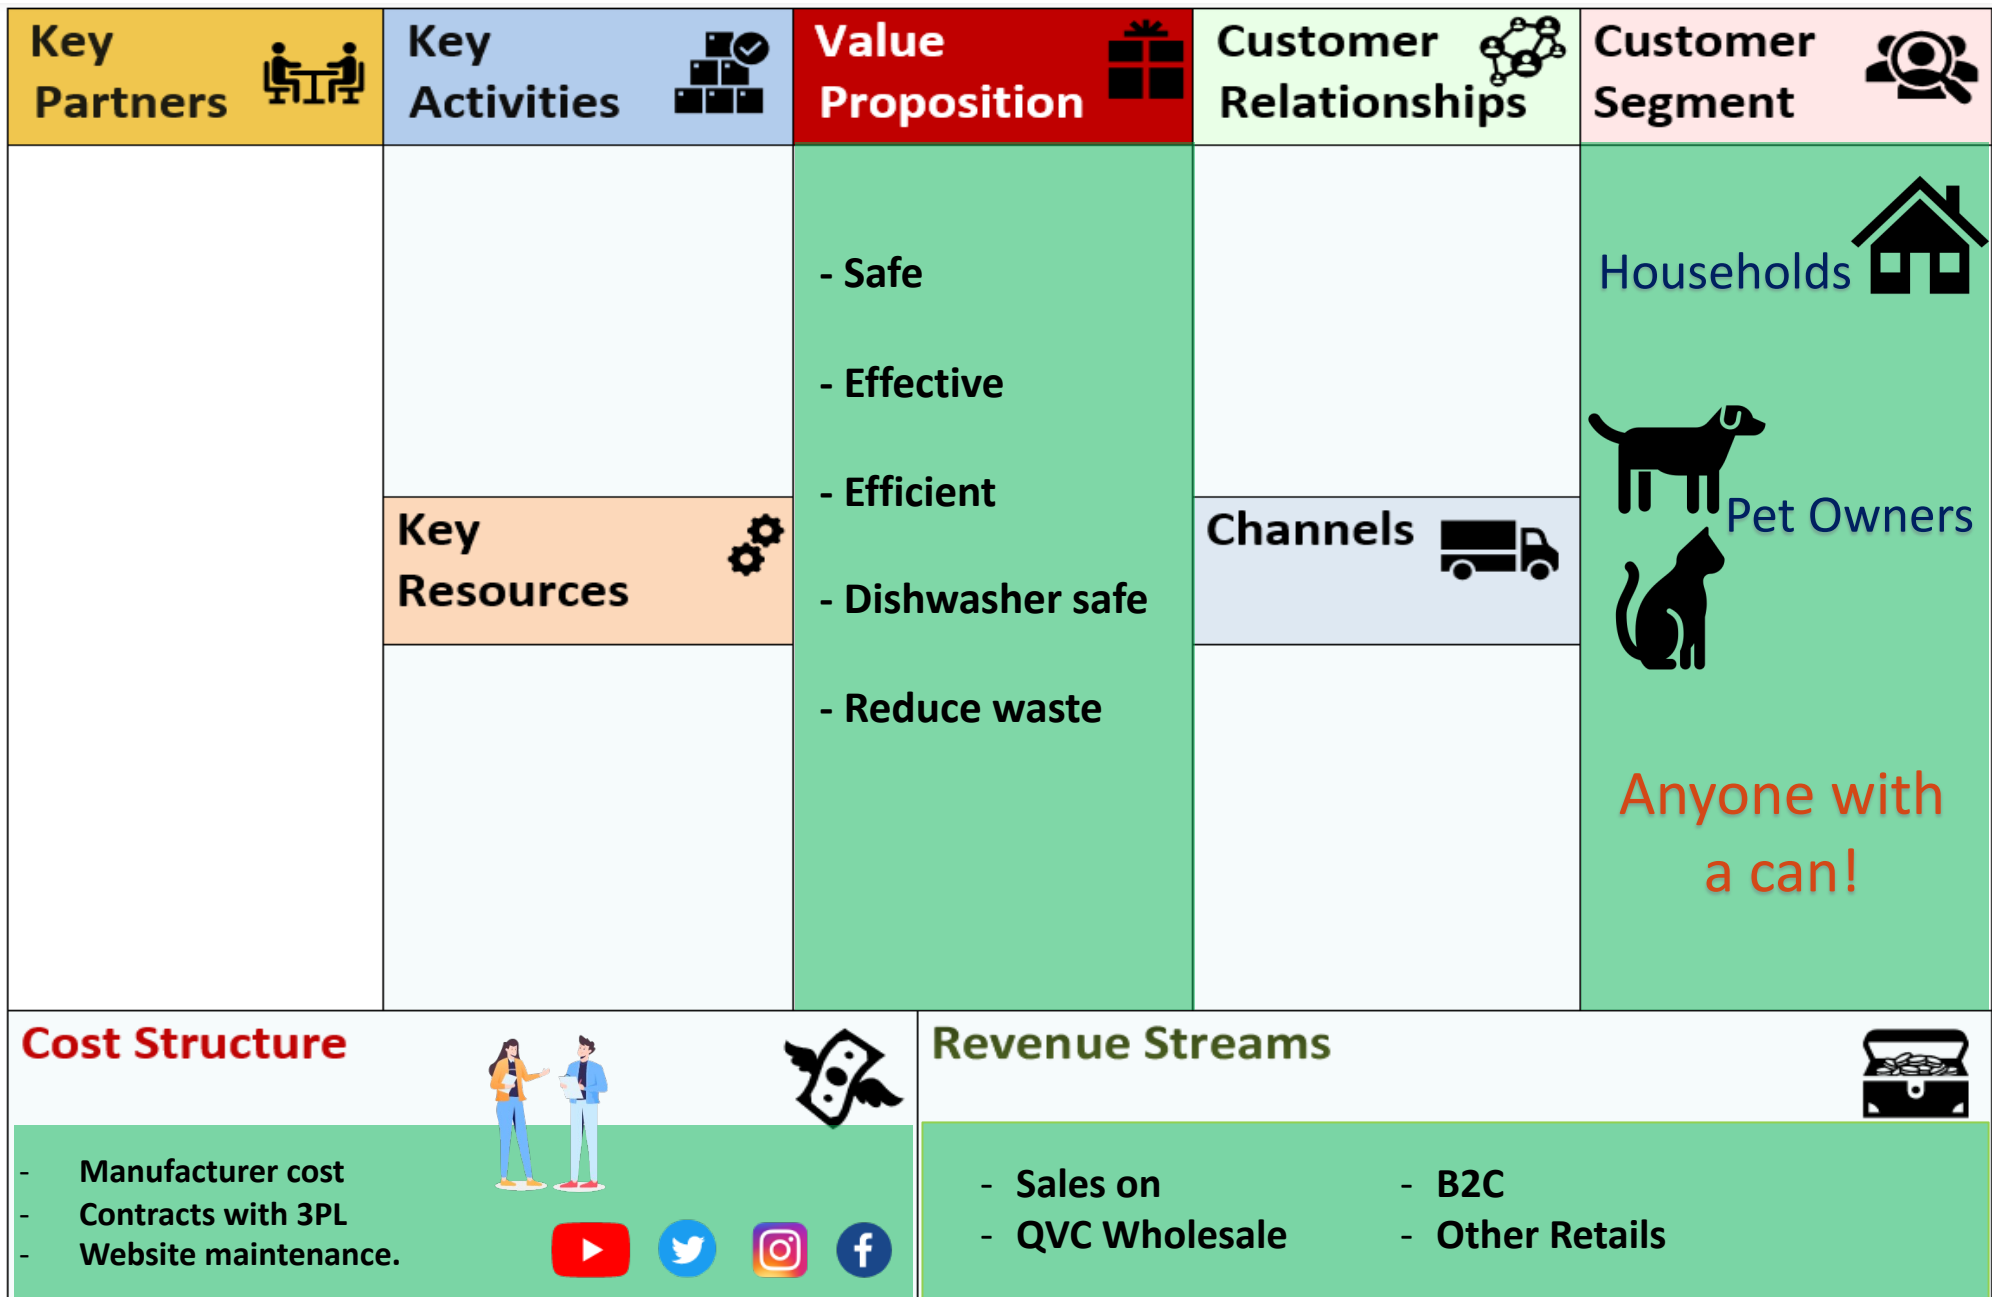 Key
Partners
Key
Activities
Value
Proposition
Customer
Relationships
Customer
Segment
- Safe
- Effective
- Efficient
- Dishwasher safe
- Reduce waste
Key
Resources
Channels
Households
Pet Owners
Anyone with
a can!
Cost Structure
- Manufacturer cost
- Contracts with 3PL
- Website maintenance.
Revenue Streams
- Sales on
- QVC Wholesale
- B2C
- Other Retails